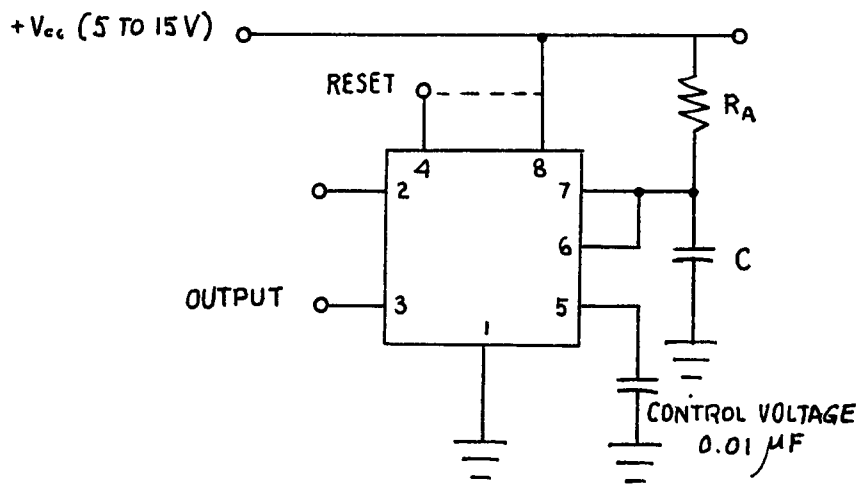 +Vcc (5 TO 15V)
RESET
RA
4
8
2
7
6
C
OUTPUT
3
5
1
CONTROL VOLTAGE
0.01 µF